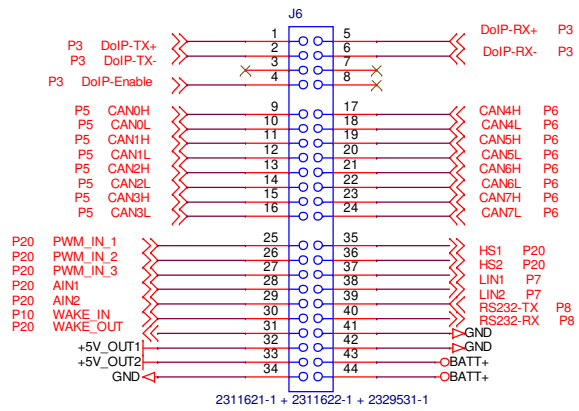 J6
P3 DoIP-TX+ 1 5 DoIP-RX+ P3
P3 DoIP-TX- 2 6 DoIP-RX- P3
3 7
P3 DoIP-Enable 4 8
P5 CAN0H 9 17 CAN4H P6
P5 CAN0L 10 18 CAN4L P6
P5 CAN1H 11 19 CAN5H P6
P5 CAN1L 12 20 CAN5L P6
P5 CAN2H 13 21 CAN6H P6
P5 CAN2L 14 22 CAN6L P6
P5 CAN3H 15 23 CAN7H P6
P5 CAN3L 16 24 CAN7L P6
P20 PWM_IN_1 25 35 HS1 P20
P20 PWM_IN_2 26 36 HS2 P20
P20 PWM_IN_3 27 37 LIN1 P7
P20 AIN1 28 38 LIN2 P7
P20 AIN2 29 39 RS232-TX P8
P10 WAKE_IN 30 40 RS232-RX P8
P20 WAKE_OUT 31 41 GND
+5V_OUT1 32 42 GND
+5V_OUT2 33 43 BATT+
GND 34 44 BATT+
2311621-1 + 2311622-1 + 2329531-1